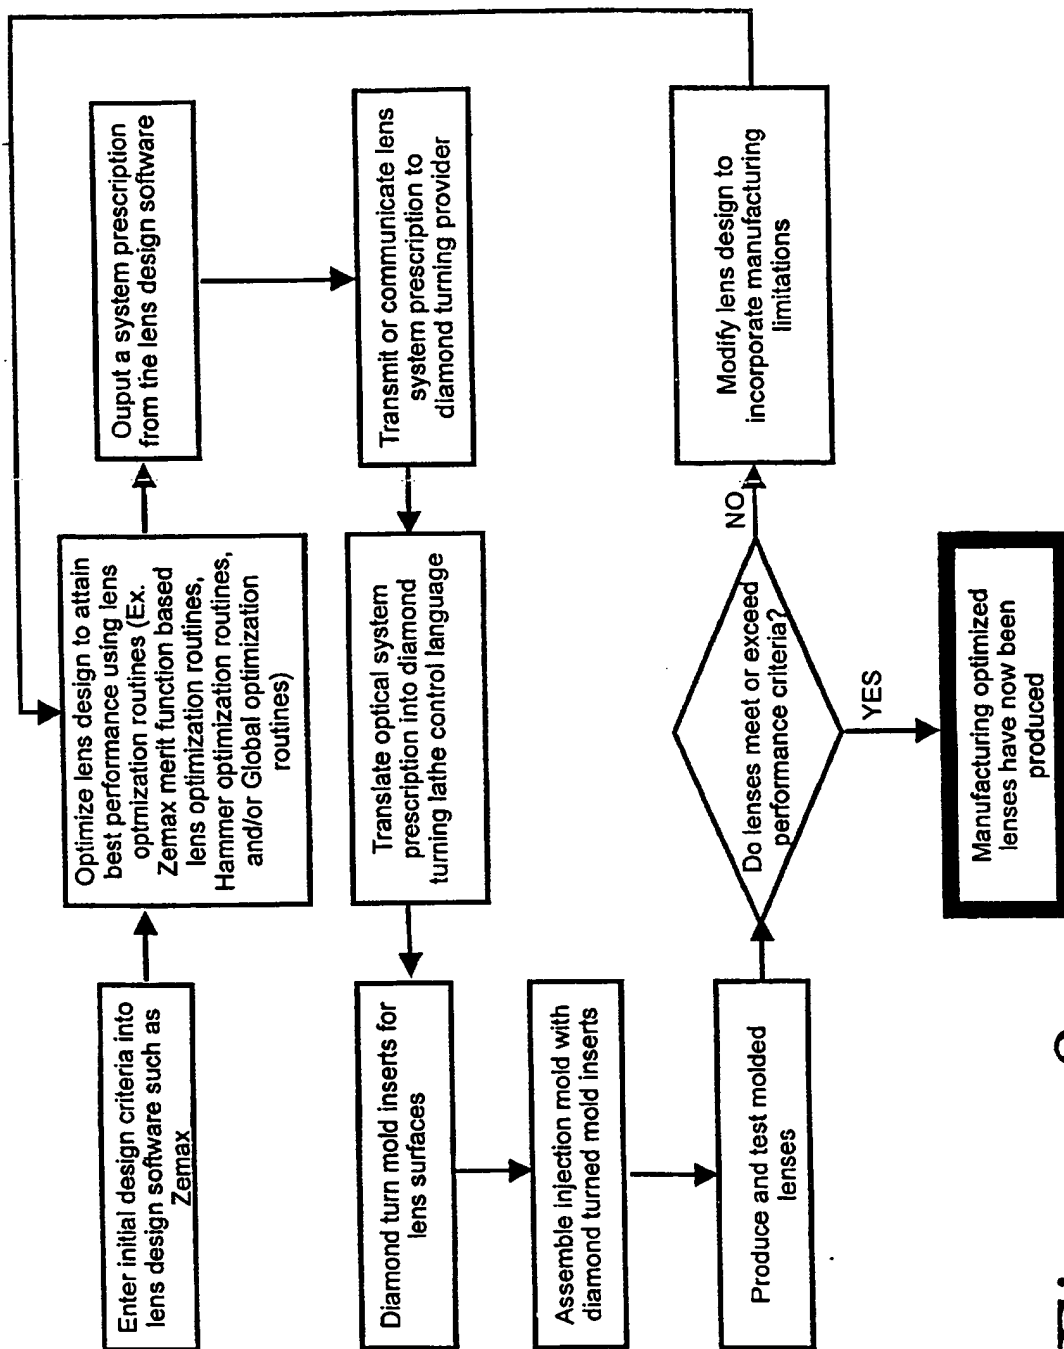 Enter initial design criteria into
lens design software such as
Zemax
Optimize lens design to attain
best performance using lens
optmization routines (Ex.
Zemax merit function based
lens optimization routines,
Hammer optimization routines,
and/or Global optimization
routines)
Ouput a system prescription
from the lens design software
Transmit or communicate lens
system prescription to
diamond turning provider
Translate optical system
prescription into diamond
turning lathe control language
Diamond turn mold inserts for
lens surfaces
Assemble injection mold with
diamond turned mold inserts
Produce and test molded
lenses
Do lenses meet or exceed
performance criteria?
NO
Modify lens design to
incorporate manufacturing
limitations
YES
Manufacturing optimized
lenses have now been
produced